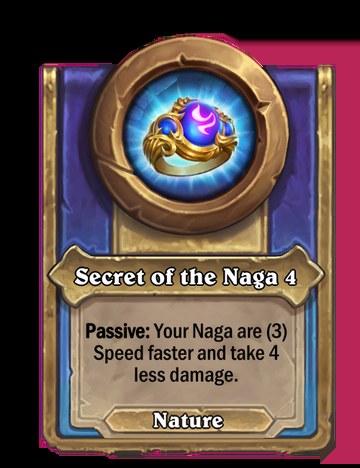 Secret of the Naga 4
Passive: Your Naga are (3)
Speed faster and take 4
less damage.
Nature